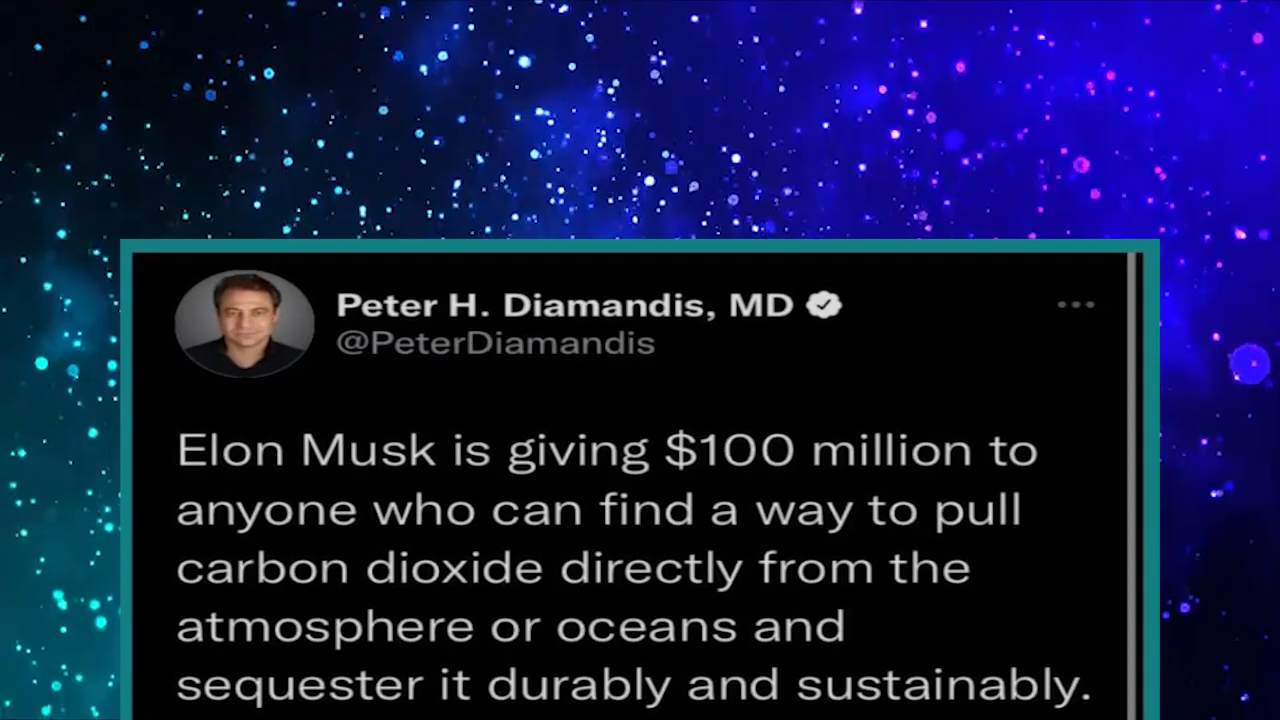 Peter H. Diamandis, MD
@PeterDiamandis
Elon Musk is giving $100 million to
anyone who can find a way to pull
carbon dioxide directly from the
atmosphere or oceans and
sequester it durably and sustainably.